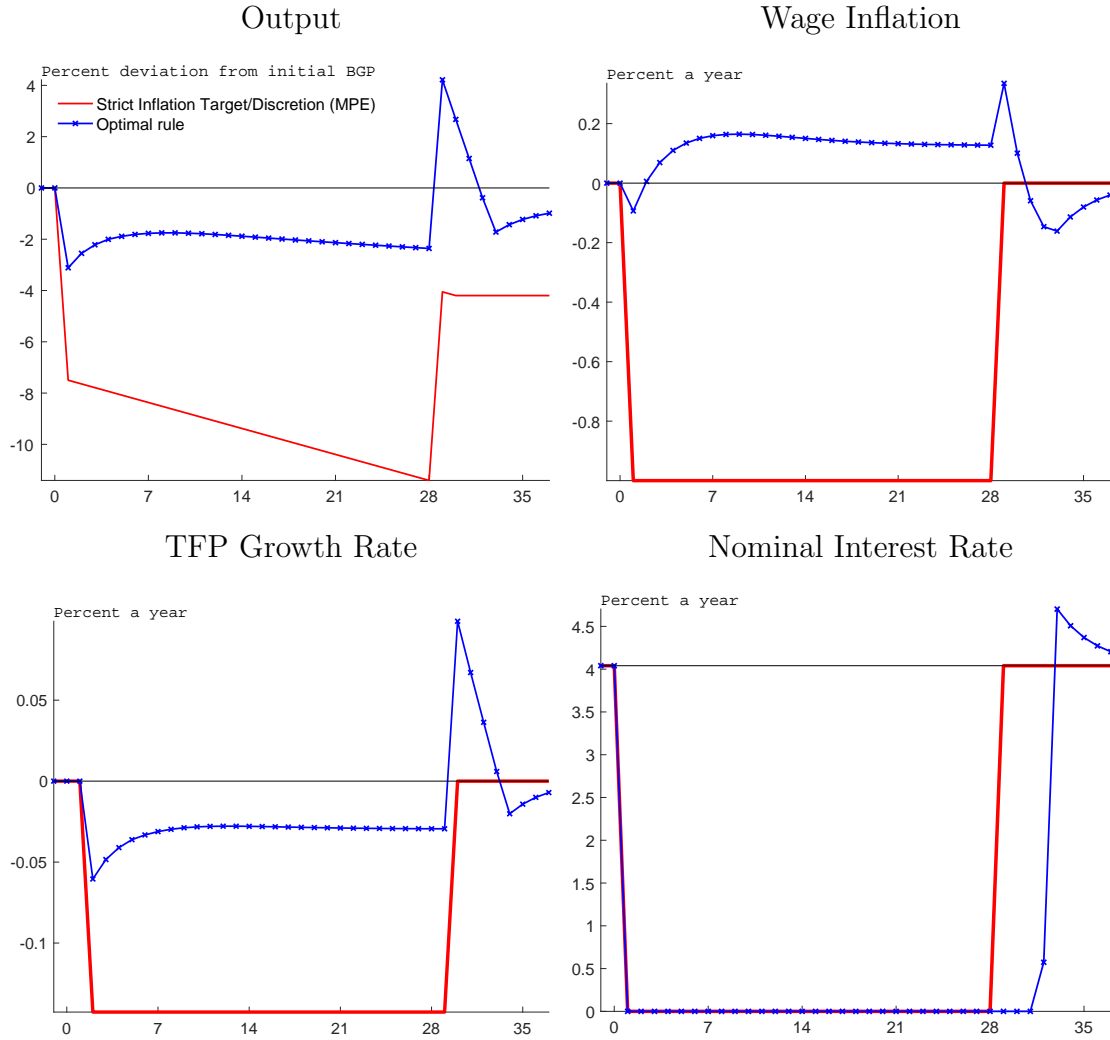 Output
Percent deviation from initial BGP
4
Strict Inflation Target/Discretion (MPE)
Optimal rule
2
0
-2
-4
-6
-8
-10
0 7 14 21 28 35
Wage Inflation
Percent a year
0.2
0
-0.2
-0.4
-0.6
-0.8
0 7 14 21 28 35
TFP Growth Rate
Percent a year
0.05
0
-0.05
-0.1
0 7 14 21 28 35
Nominal Interest Rate
Percent a year
4.5
4
3.5
3
2.5
2
1.5
1
0.5
0
0 7 14 21 28 35